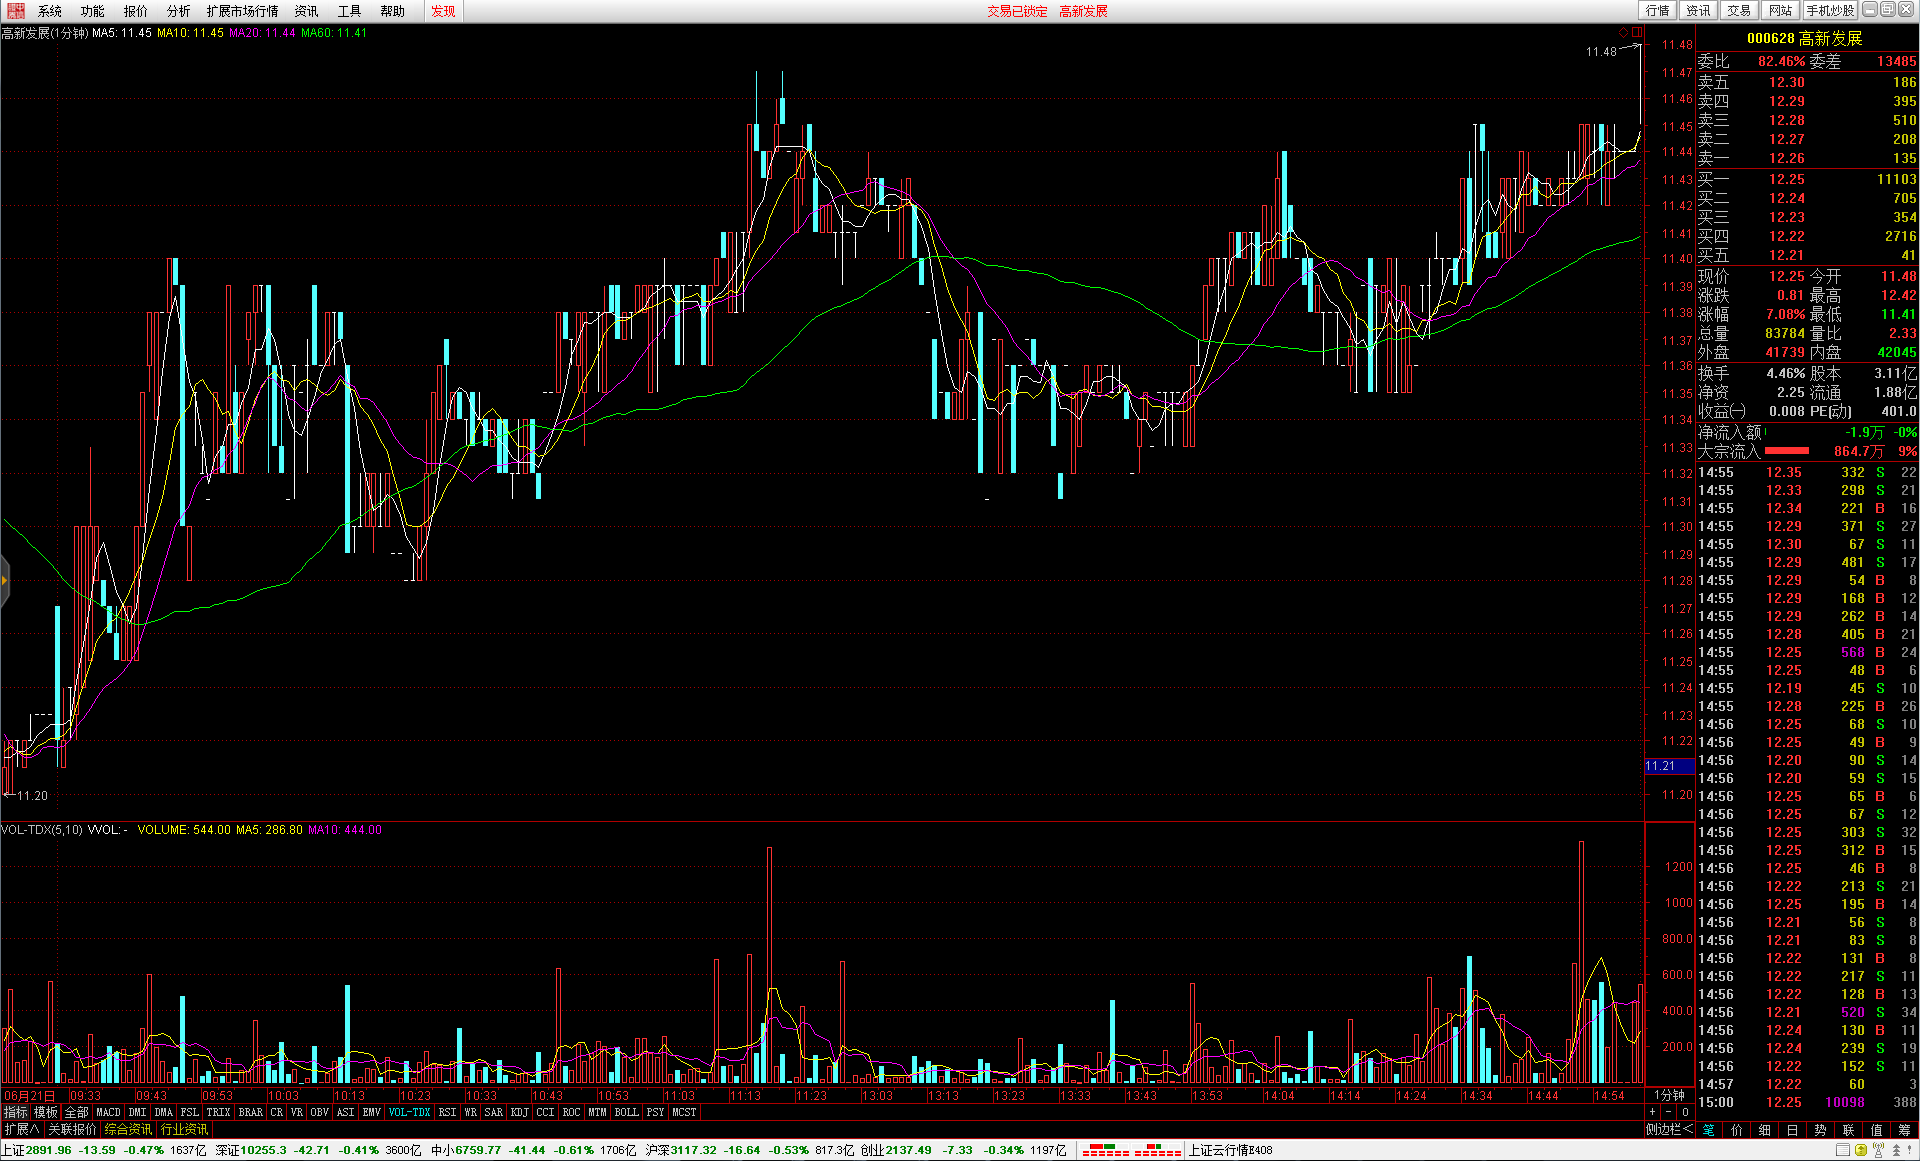 系统 功能 报价 分析 扩展市场行情 资讯 工具 帮助 发现 交易已锁定 高新发展 行情 资讯 交易 网站 手机炒股
高新发展(1分钟) MA5: 11.45 MA10: 11.45 MA20: 11.44 MA60: 11.41
11.48
11.20
11.48
11.47
11.46
11.45
11.44
11.43
11.42
11.41
11.40
11.39
11.38
11.37
11.36
11.35
11.34
11.33
11.32
11.31
11.30
11.29
11.28
11.27
11.26
11.25
11.24
11.23
11.22
11.21
11.20
VOL-TDX(5,10) VVOL: - VOLUME: 544.00 MA5: 286.80 MA10: 444.00
1200
1000
800.0
600.0
400.0
200.0
06月21日 09:33 09:43 09:53 10:03 10:13 10:23 10:33 10:43 10:53 11:03 11:13 11:23 13:03 13:13 13:23 13:33 13:43 13:53 14:04 14:14 14:24 14:34 14:44 14:54 1分钟
指标 模板 全部 MACD DMI DMA FSL TRIX BRAR CR VR OBV ASI EMV VOL-TDX RSI WR SAR KDJ CCI ROC MTM BOLL PSY MCST + - 0
扩展∧ 关联报价 综合资讯 行业资讯 侧边栏< 笔 价 细 日 势 联 值 筹
000628 高新发展
委比 82.46% 委差 13485
卖五 12.30 186
卖四 12.29 395
卖三 12.28 510
卖二 12.27 208
卖一 12.26 135
买一 12.25 11103
买二 12.24 705
买三 12.23 354
买四 12.22 2716
买五 12.21 41
现价 12.25 今开 11.48
涨跌 0.81 最高 12.42
涨幅 7.08% 最低 11.41
总量 83784 量比 2.33
外盘 41739 内盘 42045
换手 4.46% 股本 3.11亿
净资 2.25 流通 1.88亿
收益㈠ 0.008 PE(动) 401.0
净流入额 -1.9万 -0%
大宗流入 864.7万 9%
14:55 12.35 332 S 22
14:55 12.33 298 S 21
14:55 12.34 221 B 16
14:55 12.29 371 S 27
14:55 12.30 67 S 11
14:55 12.29 481 S 17
14:55 12.29 54 B 8
14:55 12.29 168 B 12
14:55 12.29 262 B 14
14:55 12.28 405 B 21
14:55 12.25 568 B 24
14:55 12.25 48 B 6
14:55 12.19 45 S 10
14:55 12.28 225 B 26
14:56 12.25 68 S 10
14:56 12.25 49 B 9
14:56 12.20 90 S 14
14:56 12.20 59 S 15
14:56 12.25 65 B 6
14:56 12.25 67 S 12
14:56 12.25 303 S 32
14:56 12.25 312 B 15
14:56 12.25 46 B 8
14:56 12.22 213 S 21
14:56 12.25 195 B 14
14:56 12.21 56 S 8
14:56 12.21 83 S 8
14:56 12.22 131 B 8
14:56 12.22 217 S 11
14:56 12.22 128 B 13
14:56 12.21 520 S 34
14:56 12.24 130 B 11
14:56 12.24 239 S 19
14:56 12.22 152 S 11
14:57 12.22 60 3
15:00 12.25 10098 388
上证2891.96 -13.59 -0.47% 1637亿 深证10255.3 -42.71 -0.41% 3600亿 中小6759.77 -41.44 -0.61% 1706亿 沪深3117.32 -16.64 -0.53% 817.3亿 创业2137.49 -7.33 -0.34% 1197亿 上证云行情E408